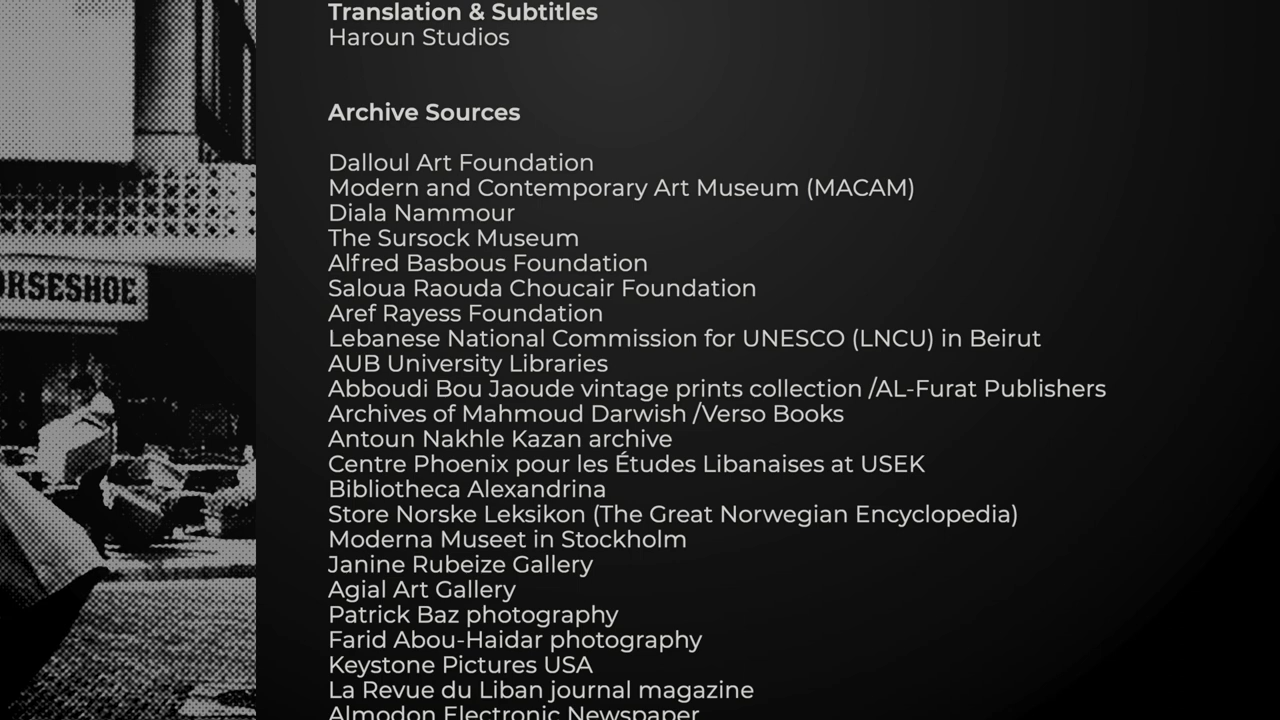 Translation & Subtitles
Haroun Studios
Archive Sources
Dalloul Art Foundation
Modern and Contemporary Art Museum (MACAM)
Diala Nammour
The Sursock Museum
Alfred Basbous Foundation
Saloua Raouda Choucair Foundation
Aref Rayess Foundation
Lebanese National Commission for UNESCO (LNCU) in Beirut
AUB University Libraries
Abboudi Bou Jaoude vintage prints collection /AL-Furat Publishers
Archives of Mahmoud Darwish /Verso Books
Antoun Nakhle Kazan archive
Centre Phoenix pour les Études Libanaises at USEK
Bibliotheca Alexandrina
Store Norske Leksikon (The Great Norwegian Encyclopedia)
Moderna Museet in Stockholm
Janine Rubeize Gallery
Agial Art Gallery
Patrick Baz photography
Farid Abou-Haidar photography
Keystone Pictures USA
La Revue du Liban journal magazine
Almodon Electronic Newspaper
ORSESHOE